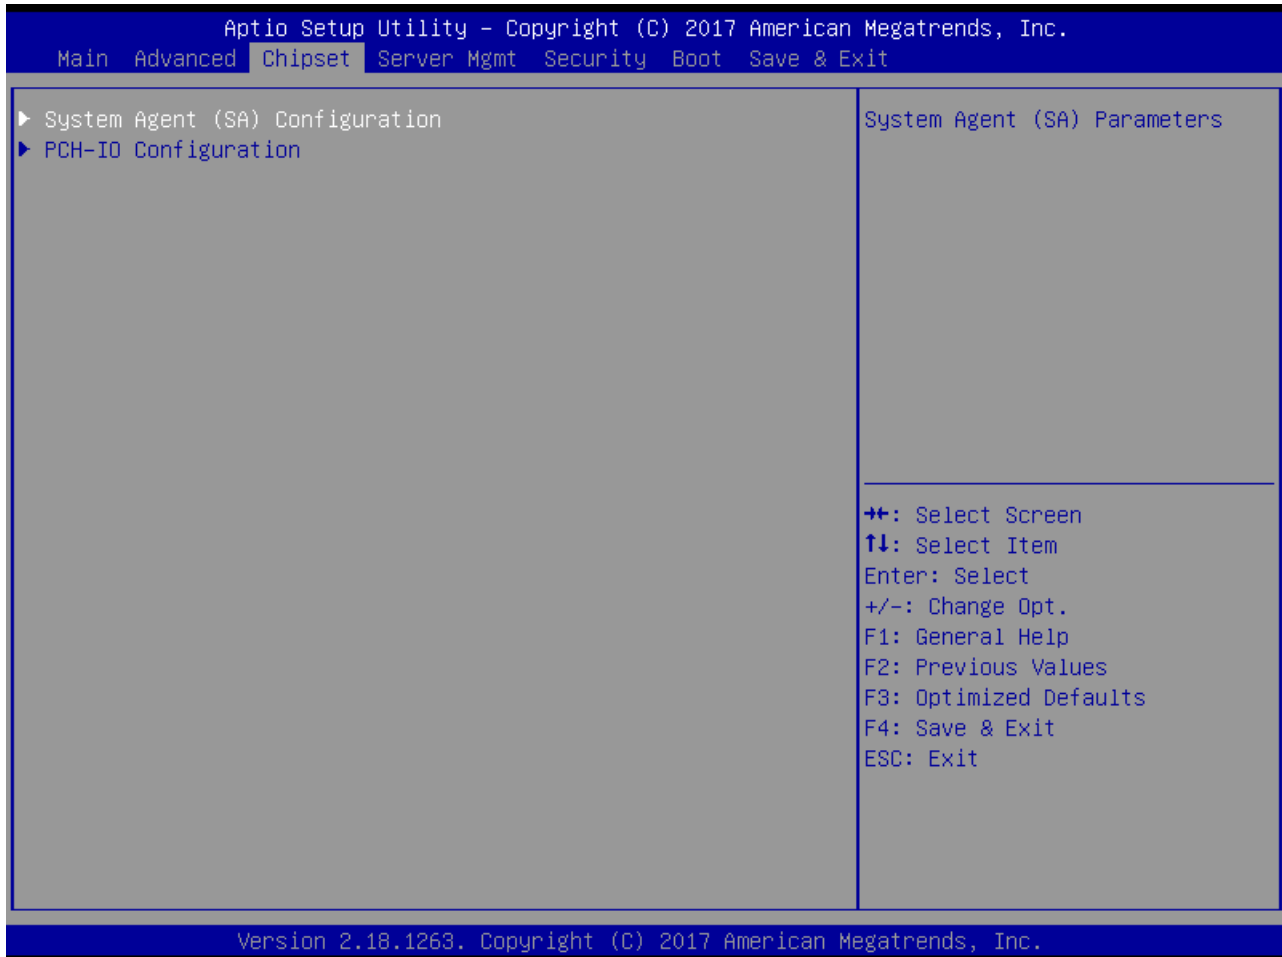 Aptio Setup Utility – Copyright (C) 2017 American Megatrends, Inc.
Main Advanced Chipset Server Mgmt Security Boot Save & Exit
▶ System Agent (SA) Configuration
▶ PCH-IO Configuration
System Agent (SA) Parameters
→←: Select Screen
↑↓: Select Item
Enter: Select
+/-: Change Opt.
F1: General Help
F2: Previous Values
F3: Optimized Defaults
F4: Save & Exit
ESC: Exit
Version 2.18.1263. Copyright (C) 2017 American Megatrends, Inc.